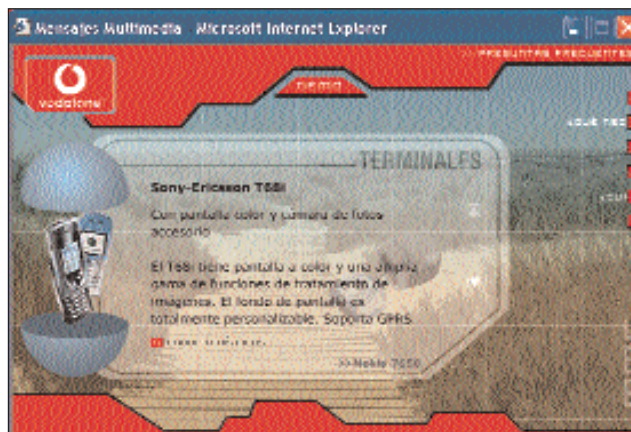 Mensajes Multimedia - Microsoft Internet Explorer
>> PREGUNTAS FRECUENTES
vodafone
DEMO
TERMINALES
Sony-Ericsson T68i
Con pantalla color y cámara de fotos
accesorio
El T68i tiene pantalla a color y una amplia
gama de funciones de tratamiento de
imágenes. El fondo de pantalla es
totalmente personalizable. Soporta GPRS.
>> Nokia 7650